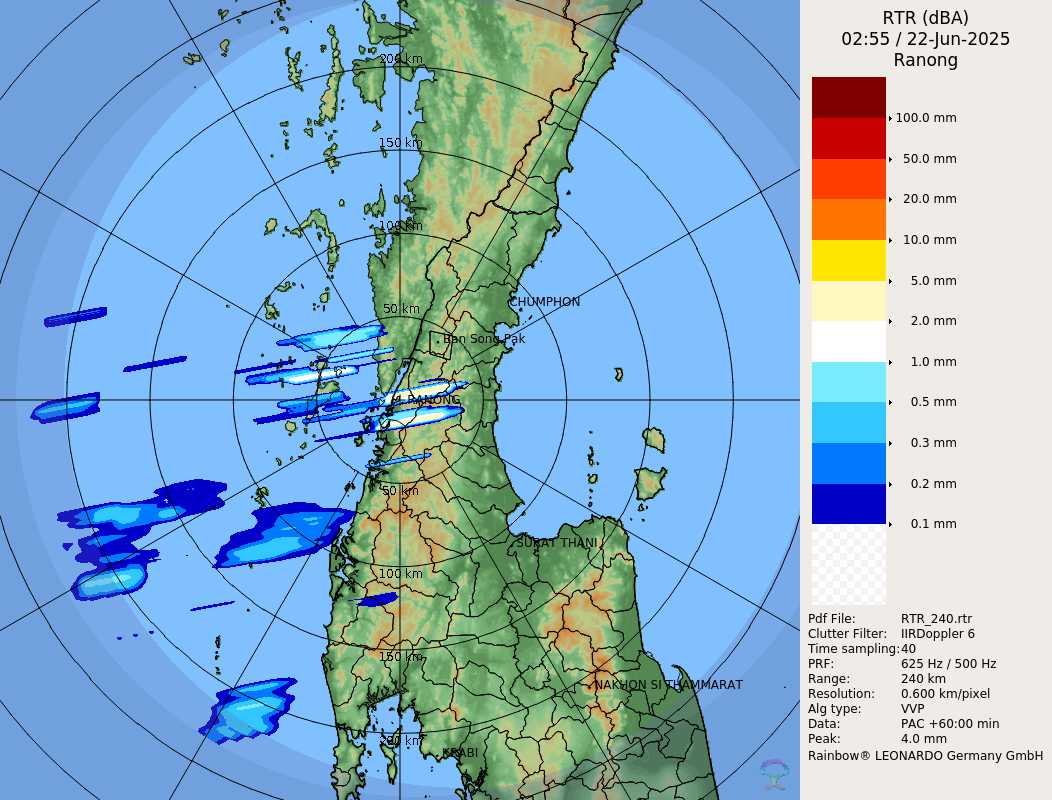 RTR (dBA)
02:55 / 22-Jun-2025
Ranong
100.0 mm
50.0 mm
20.0 mm
10.0 mm
5.0 mm
2.0 mm
1.0 mm
0.5 mm
0.3 mm
0.2 mm
0.1 mm
Pdf File: RTR_240.rtr
Clutter Filter: IIRDoppler 6
Time sampling:40
PRF: 625 Hz / 500 Hz
Range: 240 km
Resolution: 0.600 km/pixel
Alg type: VVP
Data: PAC +60:00 min
Peak: 4.0 mm
Rainbow® LEONARDO Germany GmbH
200 km
150 km
100 km
50 km
CHUMPHON
Ban Song Pak
RANONG
50 km
SURAT THANI
100 km
150 km
NAKHON SI THAMMARAT
200 km
KRABI